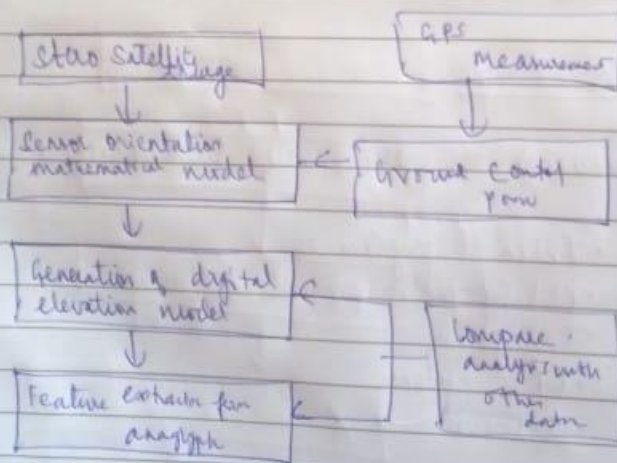 Stereo Satellite
Image
GPS
measurement
Sensor orientation
mathematical model
Ground Control
point
Generation of digital
elevation model
Compare
analysis with
other
data
Feature extraction from
anaglyph